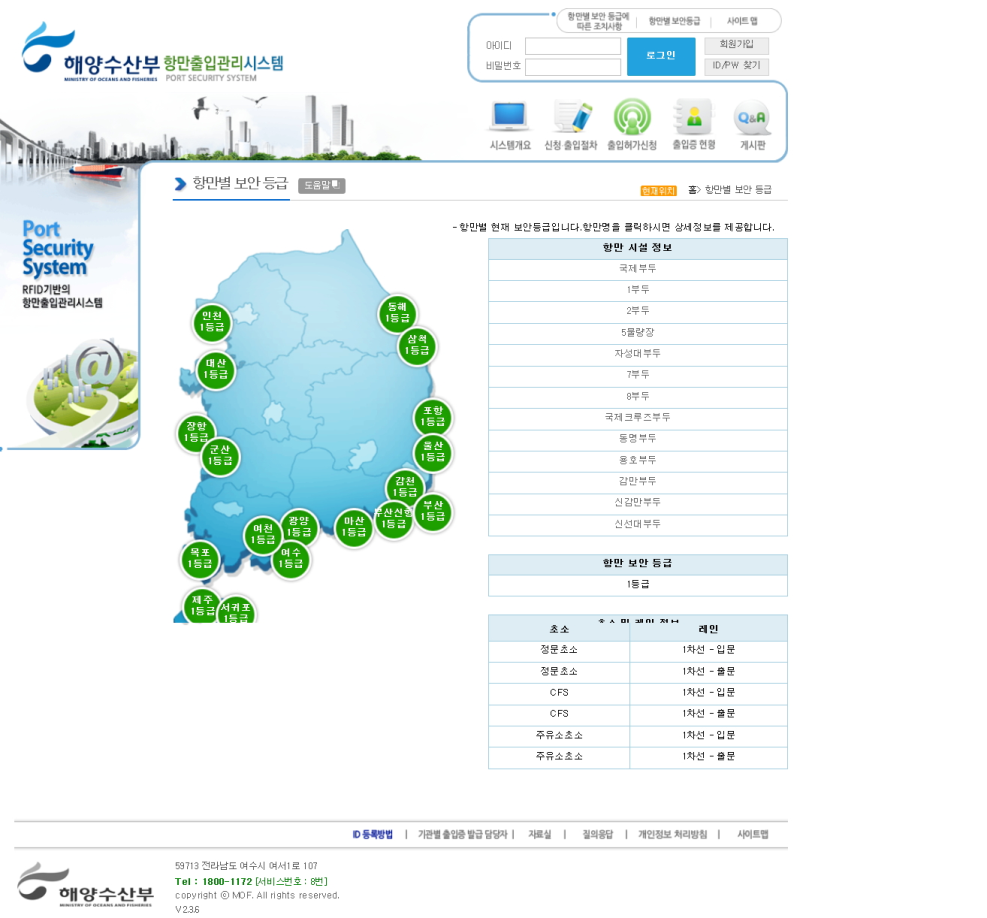 해양수산부 항만출입관리시스템
MINISTRY OF OCEANS AND FISHERIES PORT SECURITY SYSTEM
항만별 보안 등급에
따른 조치사항
항만별 보안등급
사이트 맵
아이디
로그인
회원가입
비밀번호
ID/PW 찾기
시스템개요 신청·출입절차 출입허가신청 출입증 현황 게시판
Q&A
항만별 보안 등급 도움말
현재위치 홈> 항만별 보안 등급
Port
Security
System
RFID기반의
항만출입관리시스템
- 항만별 현재 보안등급입니다.항만명을 클릭하시면 상세정보를 제공합니다.
인천
1등급
동해
1등급
삼척
1등급
대산
1등급
포항
1등급
장항
1등급
군산
1등급
울산
1등급
감천
1등급
부산
1등급
부산신항
1등급
마산
1등급
광양
1등급
여천
1등급
여수
1등급
목포
1등급
제주
1등급
서귀포
1등급
항만 시설 정보
국제부두
1부두
2부두
5물량장
자성대부두
7부두
8부두
국제크루즈부두
동명부두
용호부두
감만부두
신감만부두
신선대부두
항만 보안 등급
1등급
초소 및 레인 정보
초소 레인
정문초소 1차선 - 입문
정문초소 1차선 - 출문
CFS 1차선 - 입문
CFS 1차선 - 출문
주유소초소 1차선 - 입문
주유소초소 1차선 - 출문
ID 등록방법 | 기관별 출입증 발급 담당자 | 자료실 | 질의응답 | 개인정보 처리방침 | 사이트맵
해양수산부
MINISTRY OF OCEANS AND FISHERIES
59713 전라남도 여수시 여서1로 107
Tel : 1800-1172 [서비스번호 : 8번]
copyright ⓒ MOF. All rights reserved.
V 2.3.6